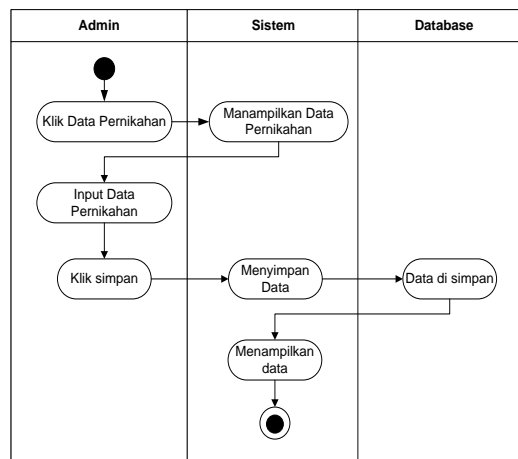 Admin
Sistem
Database
Klik Data Pernikahan
Manampilkan Data
Pernikahan
Input Data
Pernikahan
Klik simpan
Menyimpan
Data
Data di simpan
Menampilkan
data